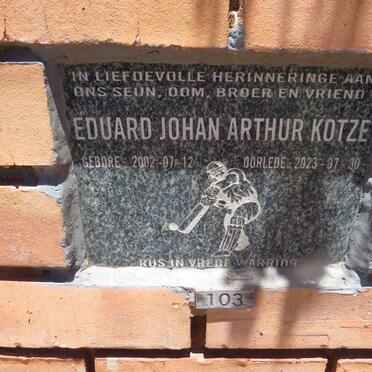 IN LIEFDEVOLLE HERINNERINGE AAN
ONS SEUN, OOM, BROER EN VRIEND
EDUARD JOHAN ARTHUR KOTZE
GEBORE: 2002-07-12 OORLEDE: 2023-07-30
RUS IN VREDE WARRIOR
103